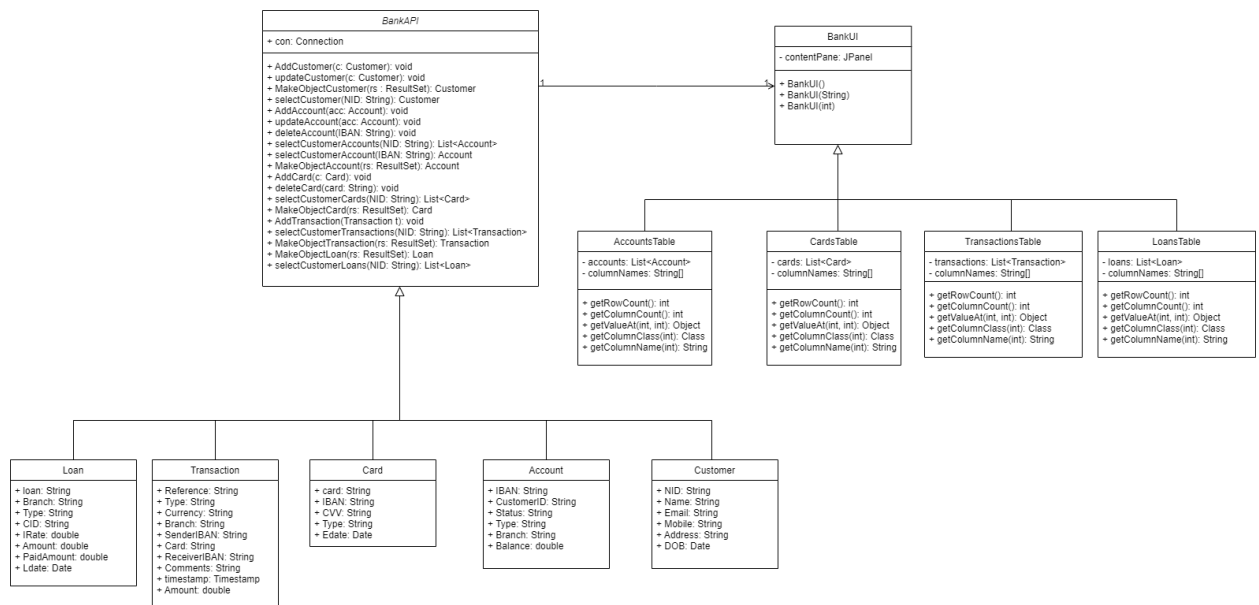 BankAPI
+ con: Connection
+ AddCustomer(c: Customer): void
+ updateCustomer(c: Customer): void
+ MakeObjectCustomer(rs : ResultSet): Customer
+ selectCustomer(NID: String): Customer
+ AddAccount(acc: Account): void
+ updateAccount(acc: Account): void
+ deleteAccount(IBAN: String): void
+ selectCustomerAccounts(NID: String): List<Account>
+ selectCustomerAccount(IBAN: String): Account
+ MakeObjectAccount(rs: ResultSet): Account
+ AddCard(c: Card): void
+ deleteCard(card: String): void
+ selectCustomerCards(NID: String): List<Card>
+ MakeObjectCard(rs: ResultSet): Card
+ AddTransaction(Transaction t): void
+ selectCustomerTransactions(NID: String): List<Transaction>
+ MakeObjectTransaction(rs: ResultSet): Transaction
+ MakeObjectLoan(rs: ResultSet): Loan
+ selectCustomerLoans(NID: String): List<Loan>
1
1
BankUI
- contentPane: JPanel
+ BankUI()
+ BankUI(String)
+ BankUI(int)
AccountsTable
- accounts: List<Account>
- columnNames: String[]
+ getRowCount(): int
+ getColumnCount(): int
+ getValueAt(int, int): Object
+ getColumnClass(int): Class
+ getColumnName(int): String
CardsTable
- cards: List<Card>
- columnNames: String[]
+ getRowCount(): int
+ getColumnCount(): int
+ getValueAt(int, int): Object
+ getColumnClass(int): Class
+ getColumnName(int): String
TransactionsTable
- transactions: List<Transaction>
- columnNames: String[]
+ getRowCount(): int
+ getColumnCount(): int
+ getValueAt(int, int): Object
+ getColumnClass(int): Class
+ getColumnName(int): String
LoansTable
- loans: List<Loan>
- columnNames: String[]
+ getRowCount(): int
+ getColumnCount(): int
+ getValueAt(int, int): Object
+ getColumnClass(int): Class
+ getColumnName(int): String
Loan
+ loan: String
+ Branch: String
+ Type: String
+ CID: String
+ IRate: double
+ Amount: double
+ PaidAmount: double
+ Ldate: Date
Transaction
+ Reference: String
+ Type: String
+ Currency: String
+ Branch: String
+ SenderIBAN: String
+ Card: String
+ ReceiverIBAN: String
+ Comments: String
+ timestamp: Timestamp
+ Amount: double
Card
+ card: String
+ IBAN: String
+ CVV: String
+ Type: String
+ Edate: Date
Account
+ IBAN: String
+ CustomerID: String
+ Status: String
+ Type: String
+ Branch: String
+ Balance: double
Customer
+ NID: String
+ Name: String
+ Email: String
+ Mobile: String
+ Address: String
+ DOB: Date